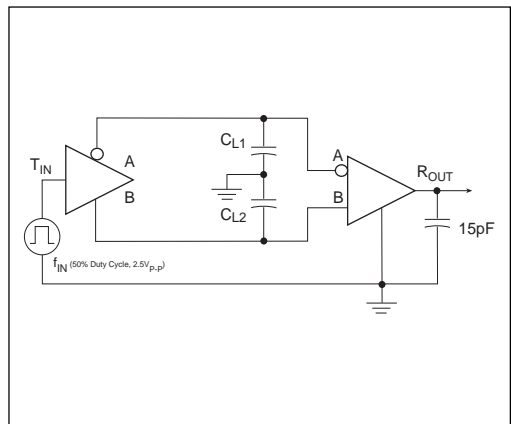 T_IN
A
B
f_IN (50% Duty Cycle, 2.5V_P-P)
C_L1
C_L2
A
B
R_OUT
15pF